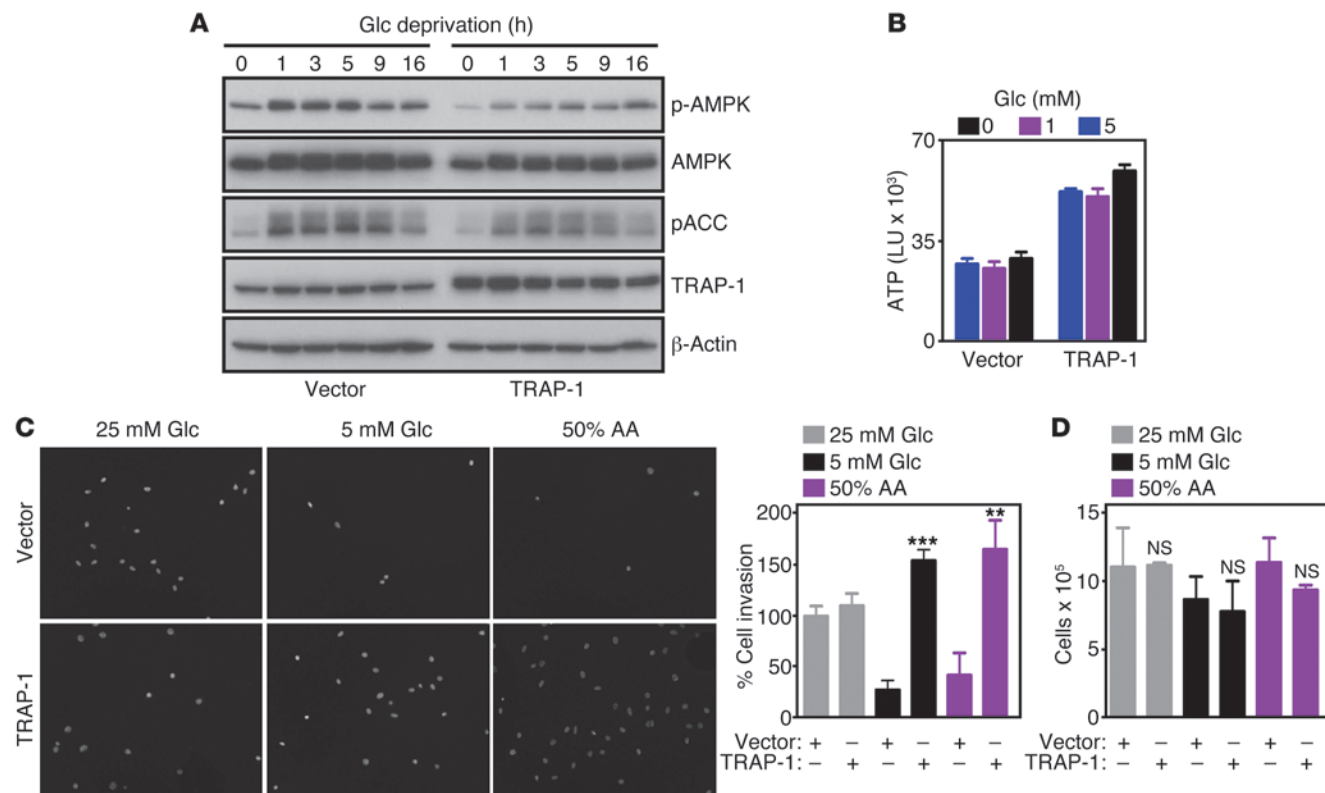 A
Glc deprivation (h)
0 1 3 5 9 16 0 1 3 5 9 16
p-AMPK
AMPK
pACC
TRAP-1
β-Actin
Vector TRAP-1
B
Glc (mM)
0 1 5
70
35
0
ATP (LU x 10³)
Vector TRAP-1
C
25 mM Glc 5 mM Glc 50% AA
Vector
TRAP-1
25 mM Glc
5 mM Glc
50% AA
200
150
100
50
0
% Cell invasion
*** **
Vector: + – + – + –
TRAP-1: – + – + – +
D
25 mM Glc
5 mM Glc
50% AA
15
10
5
0
Cells x 10⁵
NS NS NS
Vector: + – + – + –
TRAP-1: – + – + – +